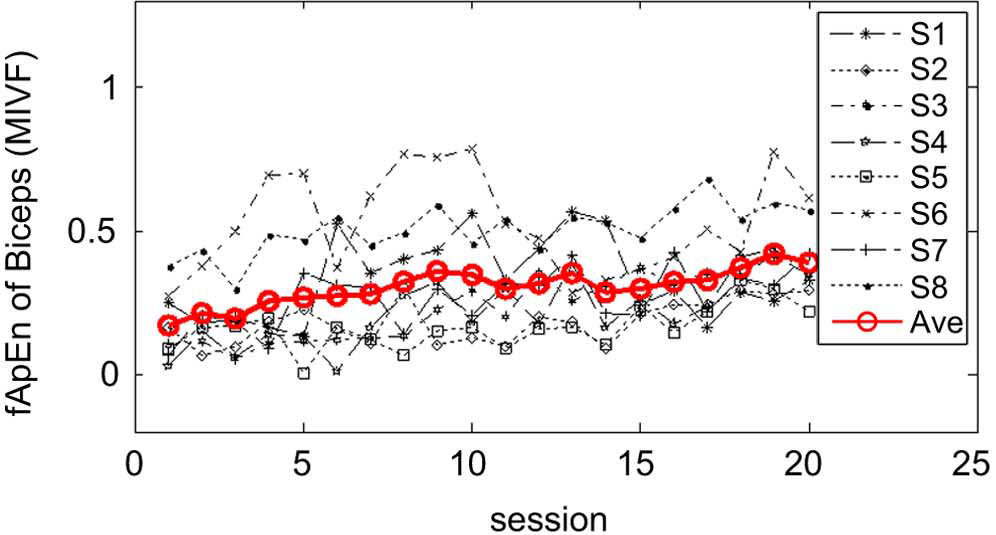 fApEn of Biceps (MIVF)
1
0.5
0
0
5
10
15
20
25
session
S1
S2
S3
S4
S5
S6
S7
S8
Ave